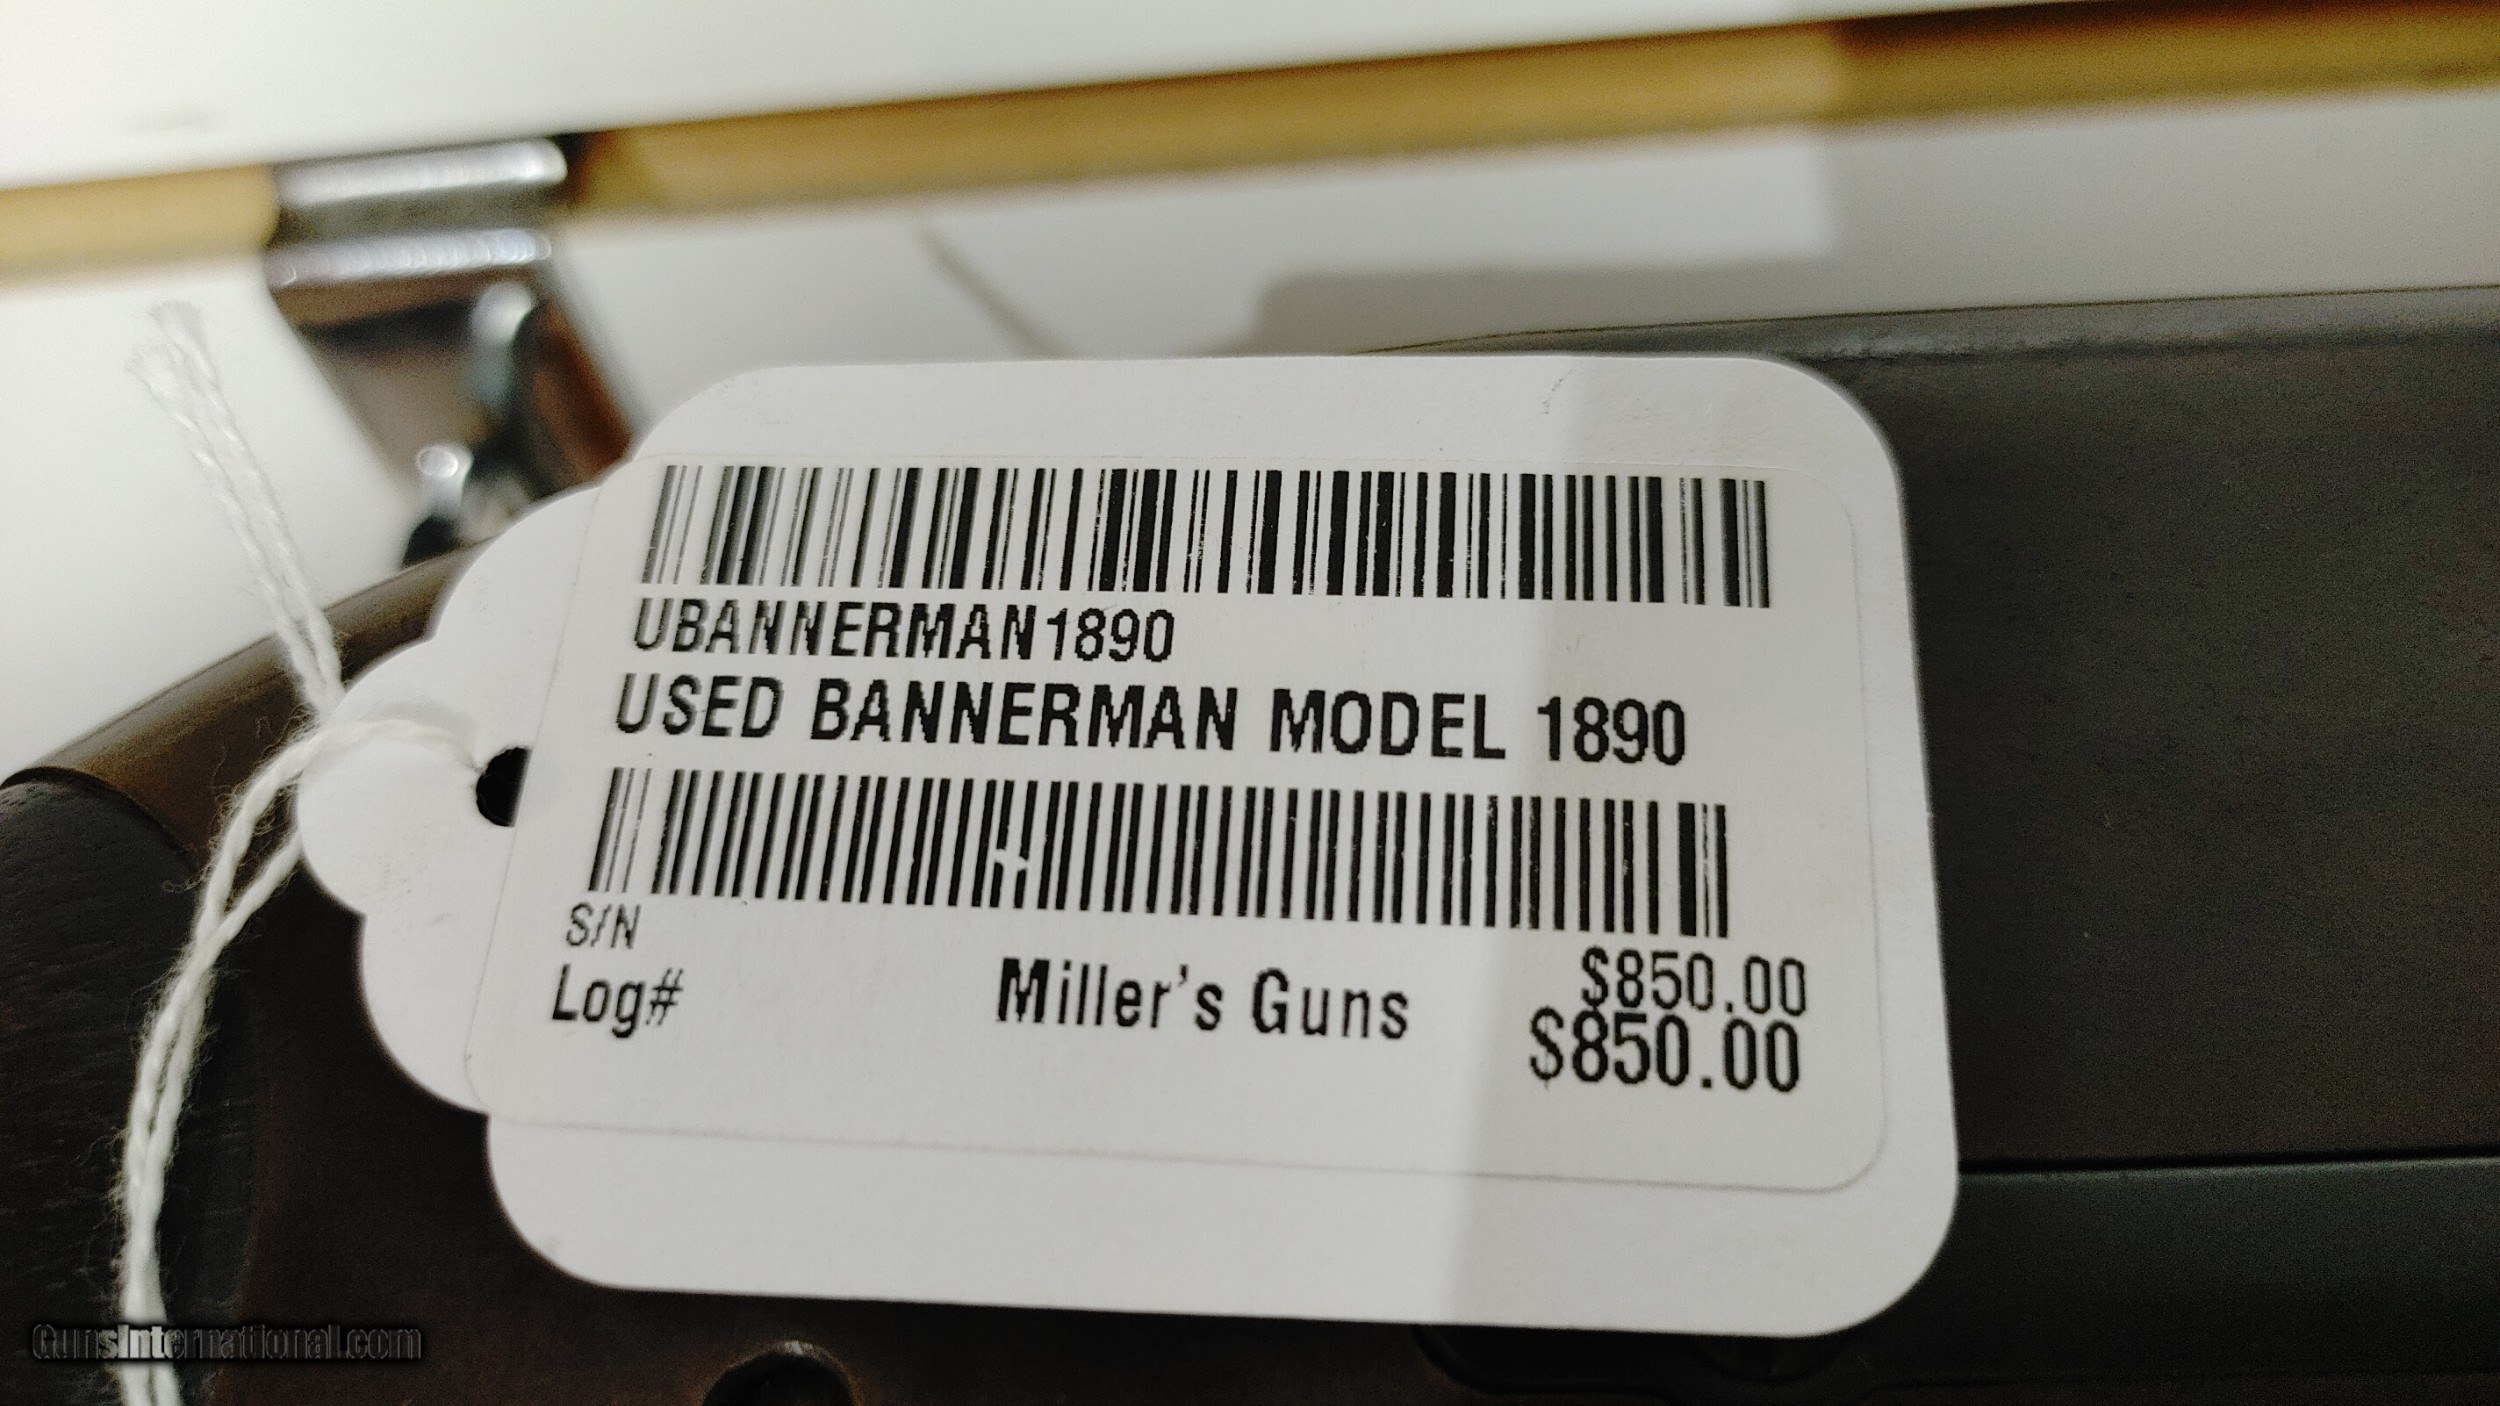 UBANNERMAN1890
USED BANNERMAN MODEL 1890
S/N
$850.00
Log# Miller's Guns
$850.00
GunsInternational.com